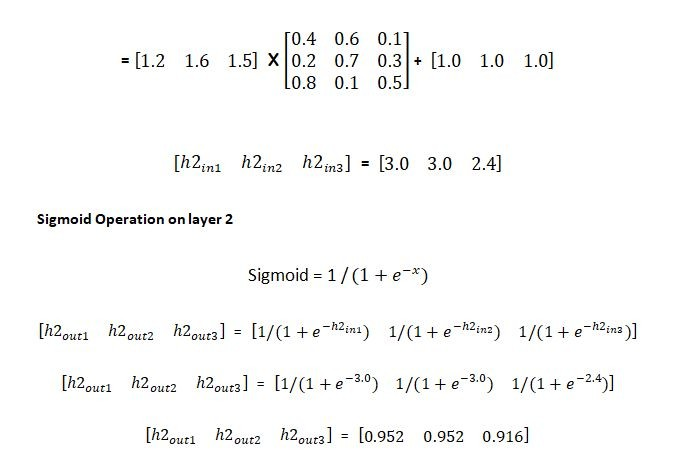 = [1.2 1.6 1.5] X [0.4 0.6 0.1
0.2 0.7 0.3
0.8 0.1 0.5] + [1.0 1.0 1.0]
[h2in1 h2in2 h2in3] = [3.0 3.0 2.4]
Sigmoid Operation on layer 2
Sigmoid = 1/(1 + e^−x)
[h2out1 h2out2 h2out3] = [1/(1 + e^−h2in1) 1/(1 + e^−h2in2) 1/(1 + e^−h2in3)]
[h2out1 h2out2 h2out3] = [1/(1 + e^−3.0) 1/(1 + e^−3.0) 1/(1 + e^−2.4)]
[h2out1 h2out2 h2out3] = [0.952 0.952 0.916]